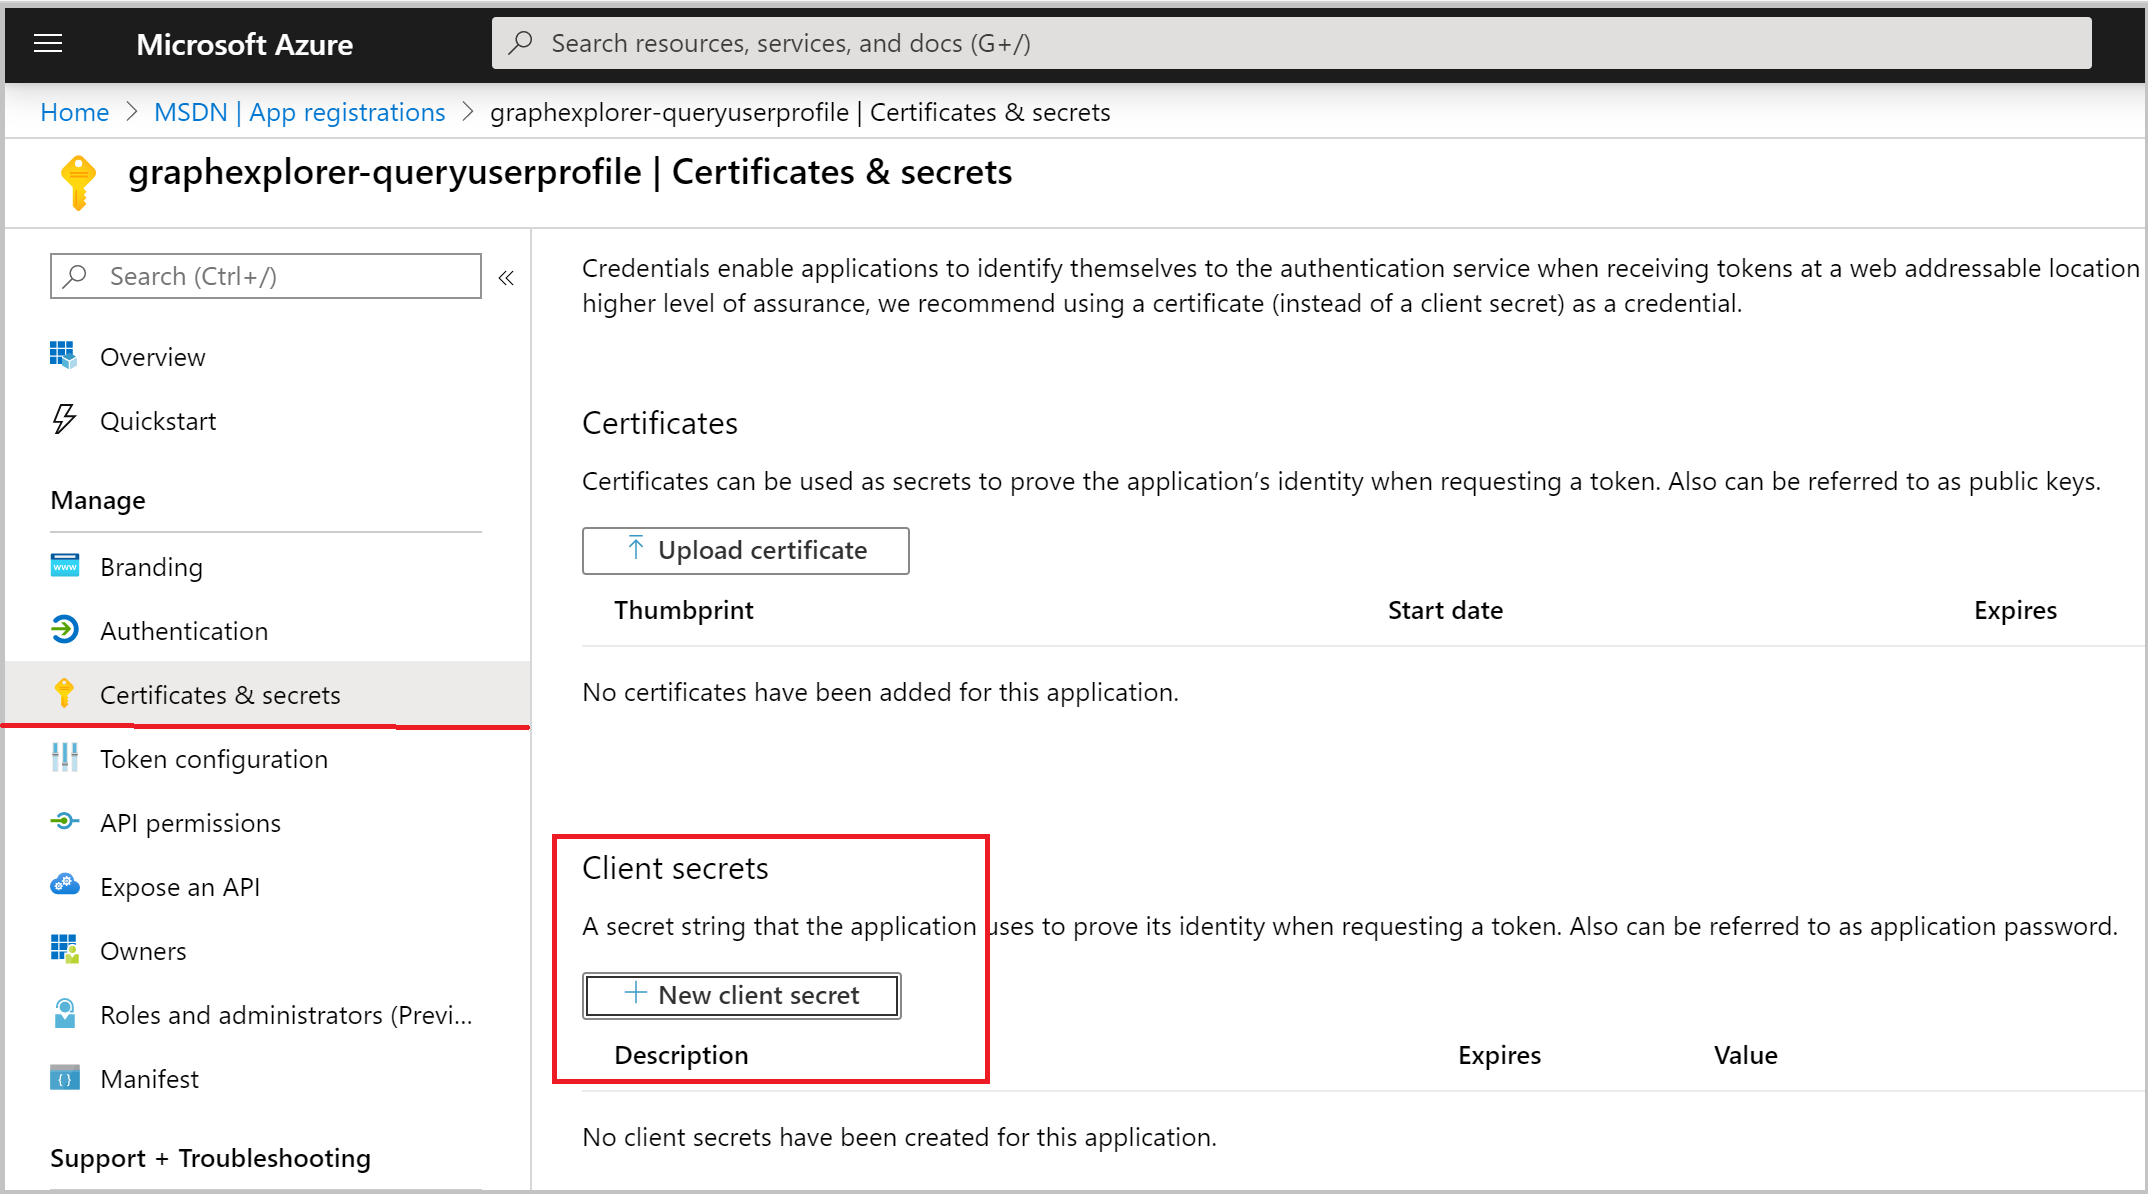 Microsoft Azure
Search resources, services, and docs (G+/)
Home > MSDN | App registrations > graphexplorer-queryuserprofile | Certificates & secrets
graphexplorer-queryuserprofile | Certificates & secrets
Search (Ctrl+/)
«
Overview
Quickstart
Manage
www
Branding
Authentication
Certificates & secrets
Token configuration
API permissions
Expose an API
Owners
Roles and administrators (Previ...
{ }
Manifest
Support + Troubleshooting
Credentials enable applications to identify themselves to the authentication service when receiving tokens at a web addressable location
higher level of assurance, we recommend using a certificate (instead of a client secret) as a credential.
Certificates
Certificates can be used as secrets to prove the application’s identity when requesting a token. Also can be referred to as public keys.
Upload certificate
Thumbprint Start date Expires
No certificates have been added for this application.
Client secrets
A secret string that the application uses to prove its identity when requesting a token. Also can be referred to as application password.
+ New client secret
Description Expires Value
No client secrets have been created for this application.